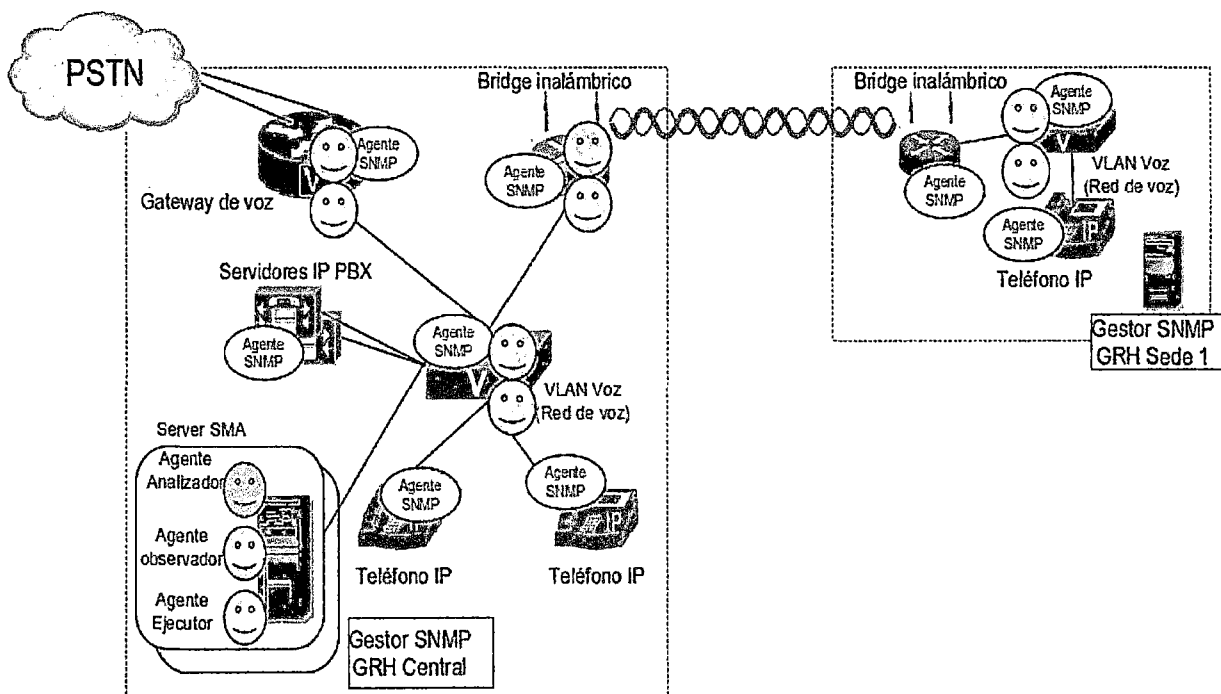 PSTN
Bridge inalámbrico
Agente
SNMP
V
Gateway de voz
Agente
SNMP
Servidores IP PBX
Agente
SNMP
Agente
SNMP
V
VLAN Voz
(Red de voz)
Server SMA
Agente
Analizador
Agente
observador
Agente
Ejecutor
Agente
SNMP
Teléfono IP
Agente
SNMP
IP
Teléfono IP
Gestor SNMP
GRH Central
Bridge inalámbrico
Agente
SNMP
V
Agente
SNMP
VLAN Voz
(Red de voz)
Agente
SNMP
IP
Teléfono IP
Gestor SNMP
GRH Sede 1